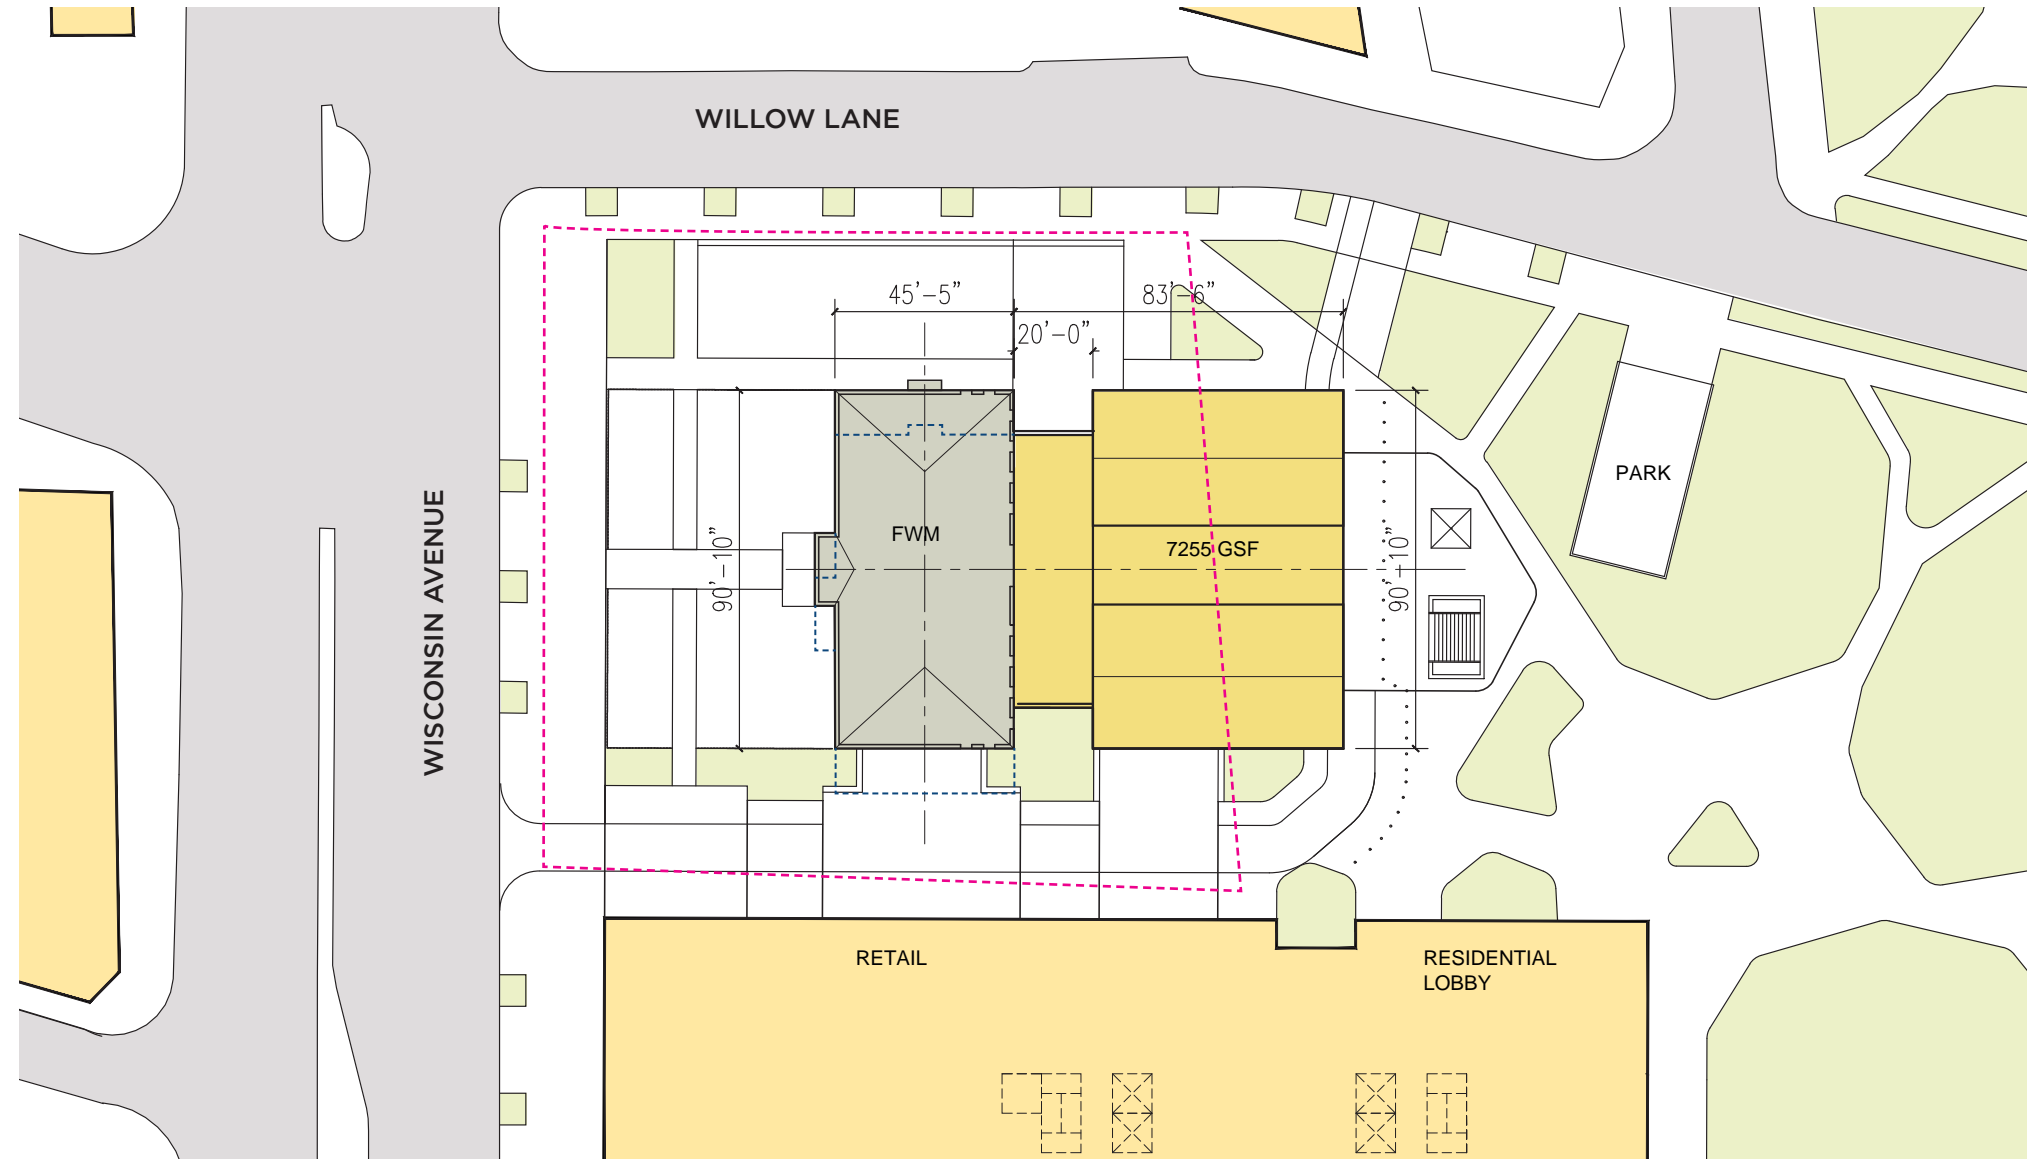 WILLOW LANE
45'-5"
83'-6"
20'-0"
PARK
WISCONSIN AVENUE
90'-10"
FWM
7255 GSF
90'-10"
RETAIL
RESIDENTIAL
LOBBY